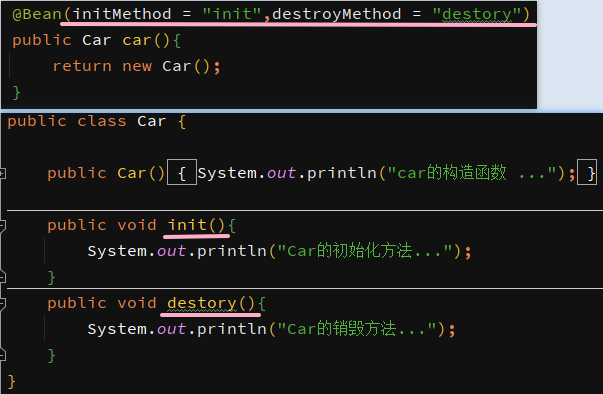 @Bean(initMethod = "init",destroyMethod = "destory")
public Car car(){
return new Car();
}
public class Car {
public Car() { System.out.println("car的构造函数 ..."); }
public void init(){
System.out.println("Car的初始化方法...");
}
public void destory(){
System.out.println("Car的销毁方法...");
}
}